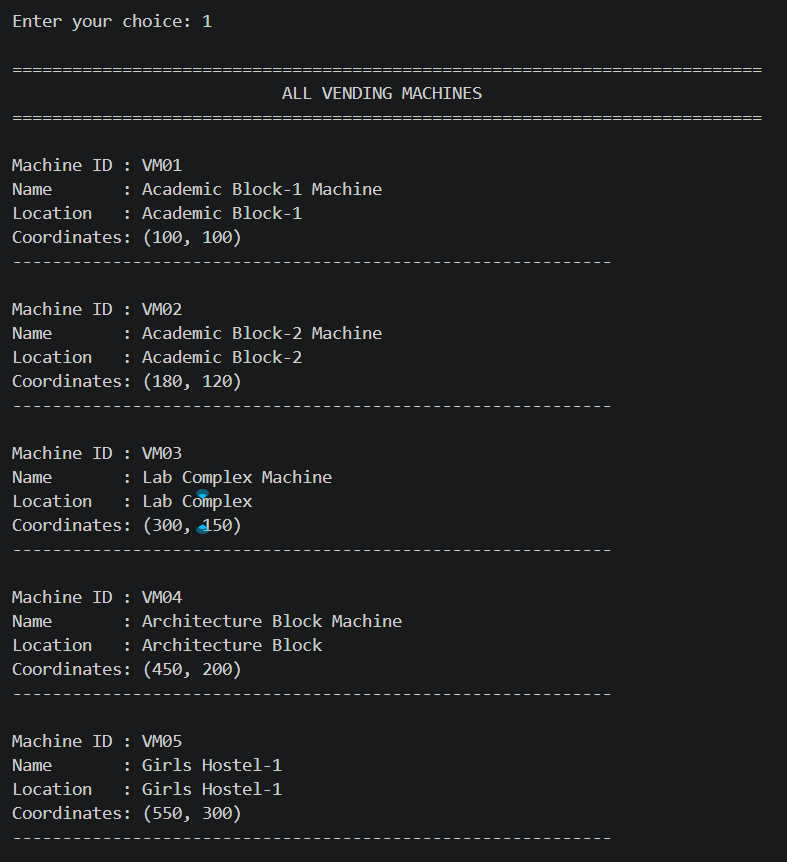 Enter your choice: 1
===========================================================================
ALL VENDING MACHINES
===========================================================================
Machine ID : VM01
Name       : Academic Block-1 Machine
Location   : Academic Block-1
Coordinates: (100, 100)
------------------------------------------------------------
Machine ID : VM02
Name       : Academic Block-2 Machine
Location   : Academic Block-2
Coordinates: (180, 120)
------------------------------------------------------------
Machine ID : VM03
Name       : Lab Complex Machine
Location   : Lab Complex
Coordinates: (300, 150)
------------------------------------------------------------
Machine ID : VM04
Name       : Architecture Block Machine
Location   : Architecture Block
Coordinates: (450, 200)
------------------------------------------------------------
Machine ID : VM05
Name       : Girls Hostel-1
Location   : Girls Hostel-1
Coordinates: (550, 300)
------------------------------------------------------------